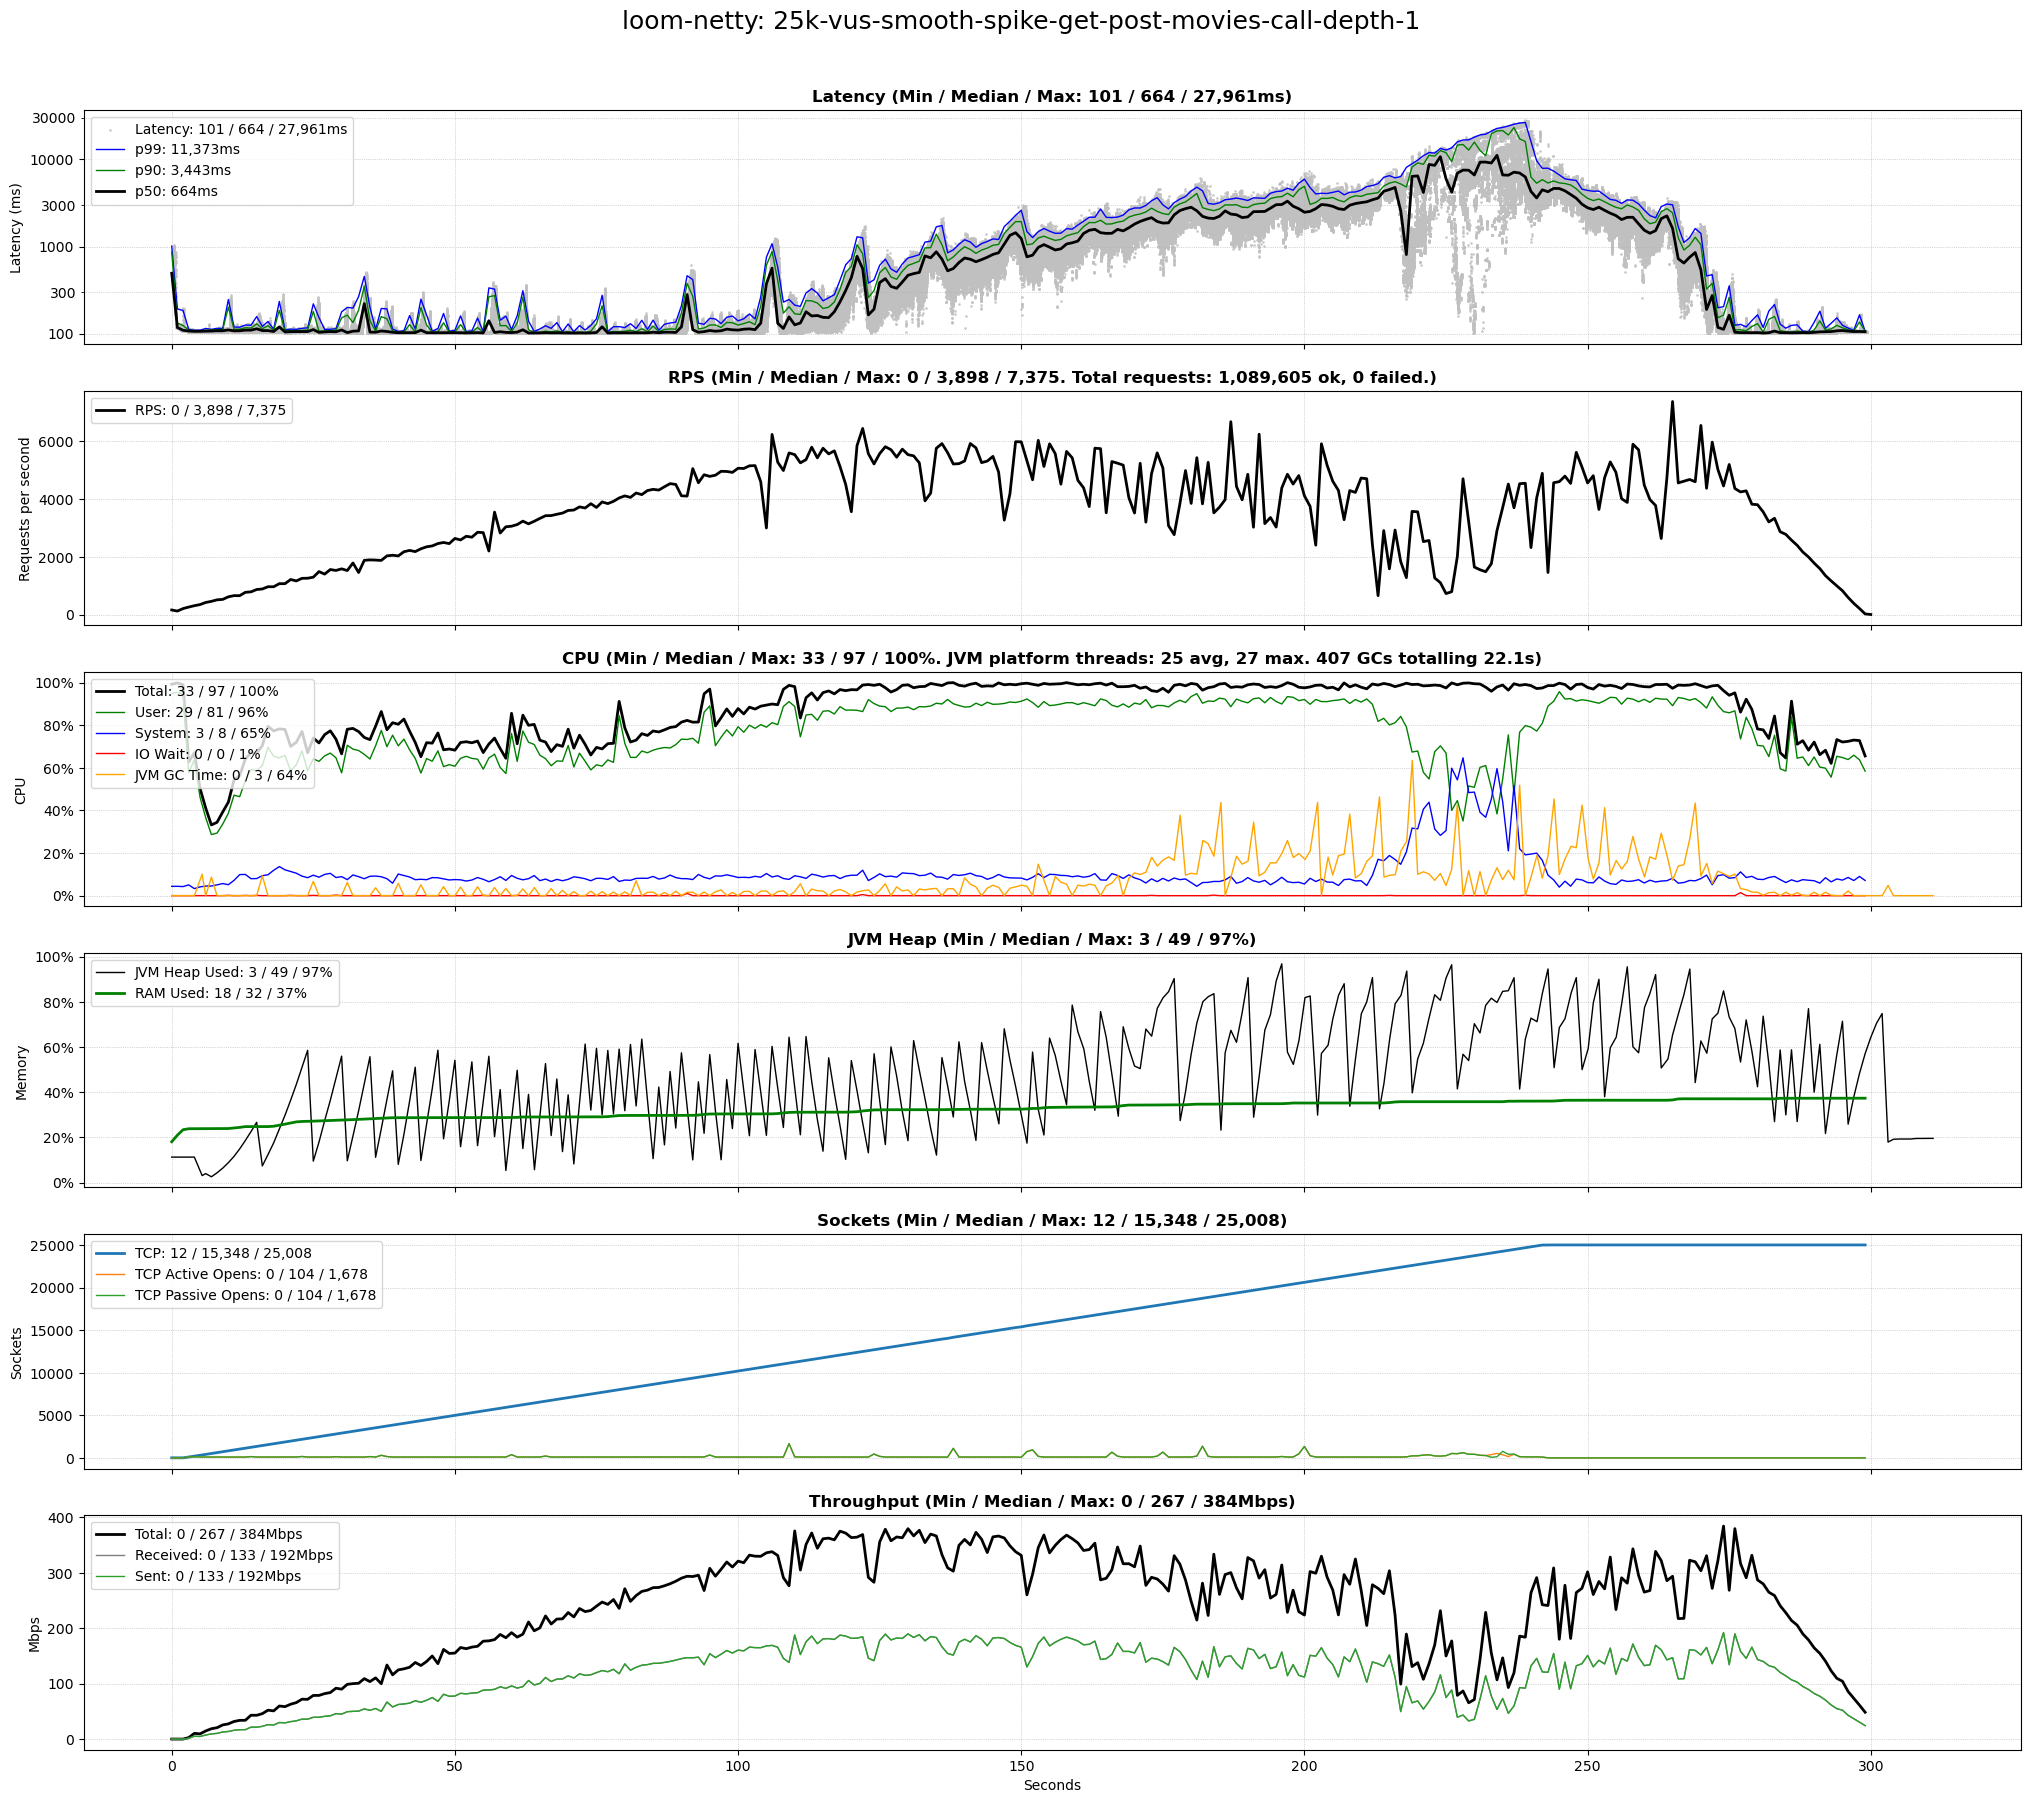 loom-netty: 25k-vus-smooth-spike-get-post-movies-call-depth-1
Latency (Min / Median / Max: 101 / 664 / 27,961ms)
Latency (ms)
30000
10000
3000
1000
300
100
Latency: 101 / 664 / 27,961ms
p99: 11,373ms
p90: 3,443ms
p50: 664ms
RPS (Min / Median / Max: 0 / 3,898 / 7,375. Total requests: 1,089,605 ok, 0 failed.)
Requests per second
6000
4000
2000
0
RPS: 0 / 3,898 / 7,375
CPU (Min / Median / Max: 33 / 97 / 100%. JVM platform threads: 25 avg, 27 max. 407 GCs totalling 22.1s)
CPU
100%
80%
60%
40%
20%
0%
Total: 33 / 97 / 100%
User: 29 / 81 / 96%
System: 3 / 8 / 65%
IO Wait: 0 / 0 / 1%
JVM GC Time: 0 / 3 / 64%
JVM Heap (Min / Median / Max: 3 / 49 / 97%)
Memory
100%
80%
60%
40%
20%
0%
JVM Heap Used: 3 / 49 / 97%
RAM Used: 18 / 32 / 37%
Sockets (Min / Median / Max: 12 / 15,348 / 25,008)
Sockets
25000
20000
15000
10000
5000
0
TCP: 12 / 15,348 / 25,008
TCP Active Opens: 0 / 104 / 1,678
TCP Passive Opens: 0 / 104 / 1,678
Throughput (Min / Median / Max: 0 / 267 / 384Mbps)
Mbps
400
300
200
100
0
Total: 0 / 267 / 384Mbps
Received: 0 / 133 / 192Mbps
Sent: 0 / 133 / 192Mbps
0 50 100 150 200 250 300
Seconds